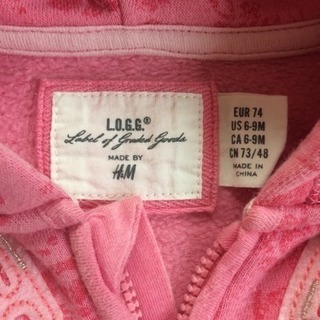 L.O.G.G.®
Label of Graded Goods
MADE BY
H&M
EUR 74
US 6-9M
CA 6-9M
CN 73/48
MADE IN
CHINA